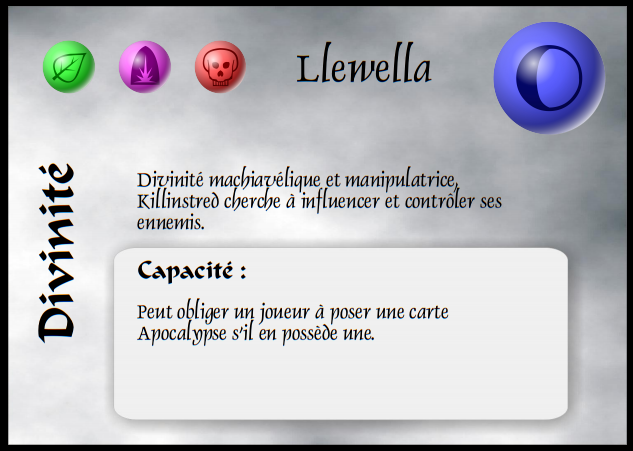 Llewella
Divinité
Divinité machiavélique et manipulatrice,
Killinstred cherche à influencer et contrôler ses
ennemis.
Capacité :
Peut obliger un joueur à poser une carte
Apocalypse s'il en possède une.